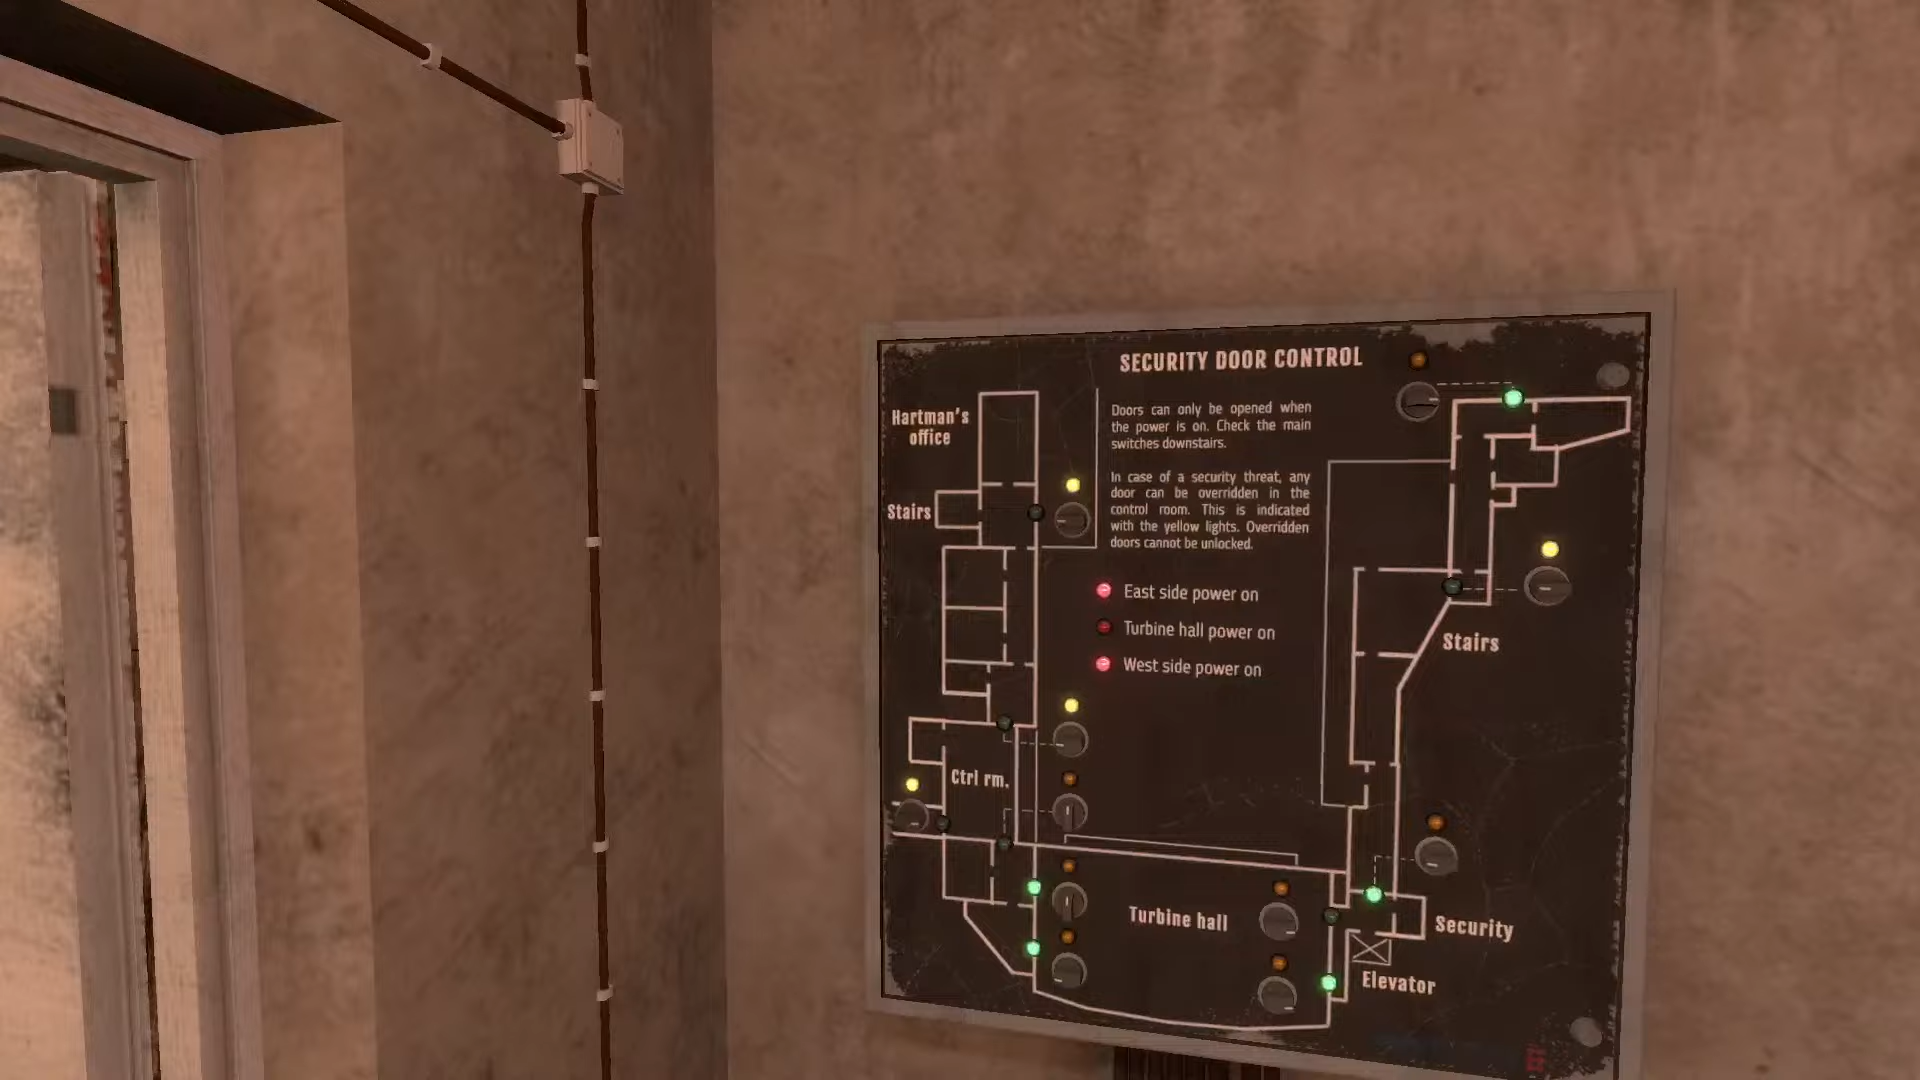 SECURITY DOOR CONTROL
Hartman's
office
Doors can only be opened when
the power is on. Check the main
switches downstairs.
In case of a security threat, any
door can be overridden in the
control room. This is indicated
with the yellow lights. Overridden
doors cannot be unlocked.
Stairs
East side power on
Turbine hall power on
West side power on
Stairs
Ctrl rm.
Turbine hall
Security
Elevator